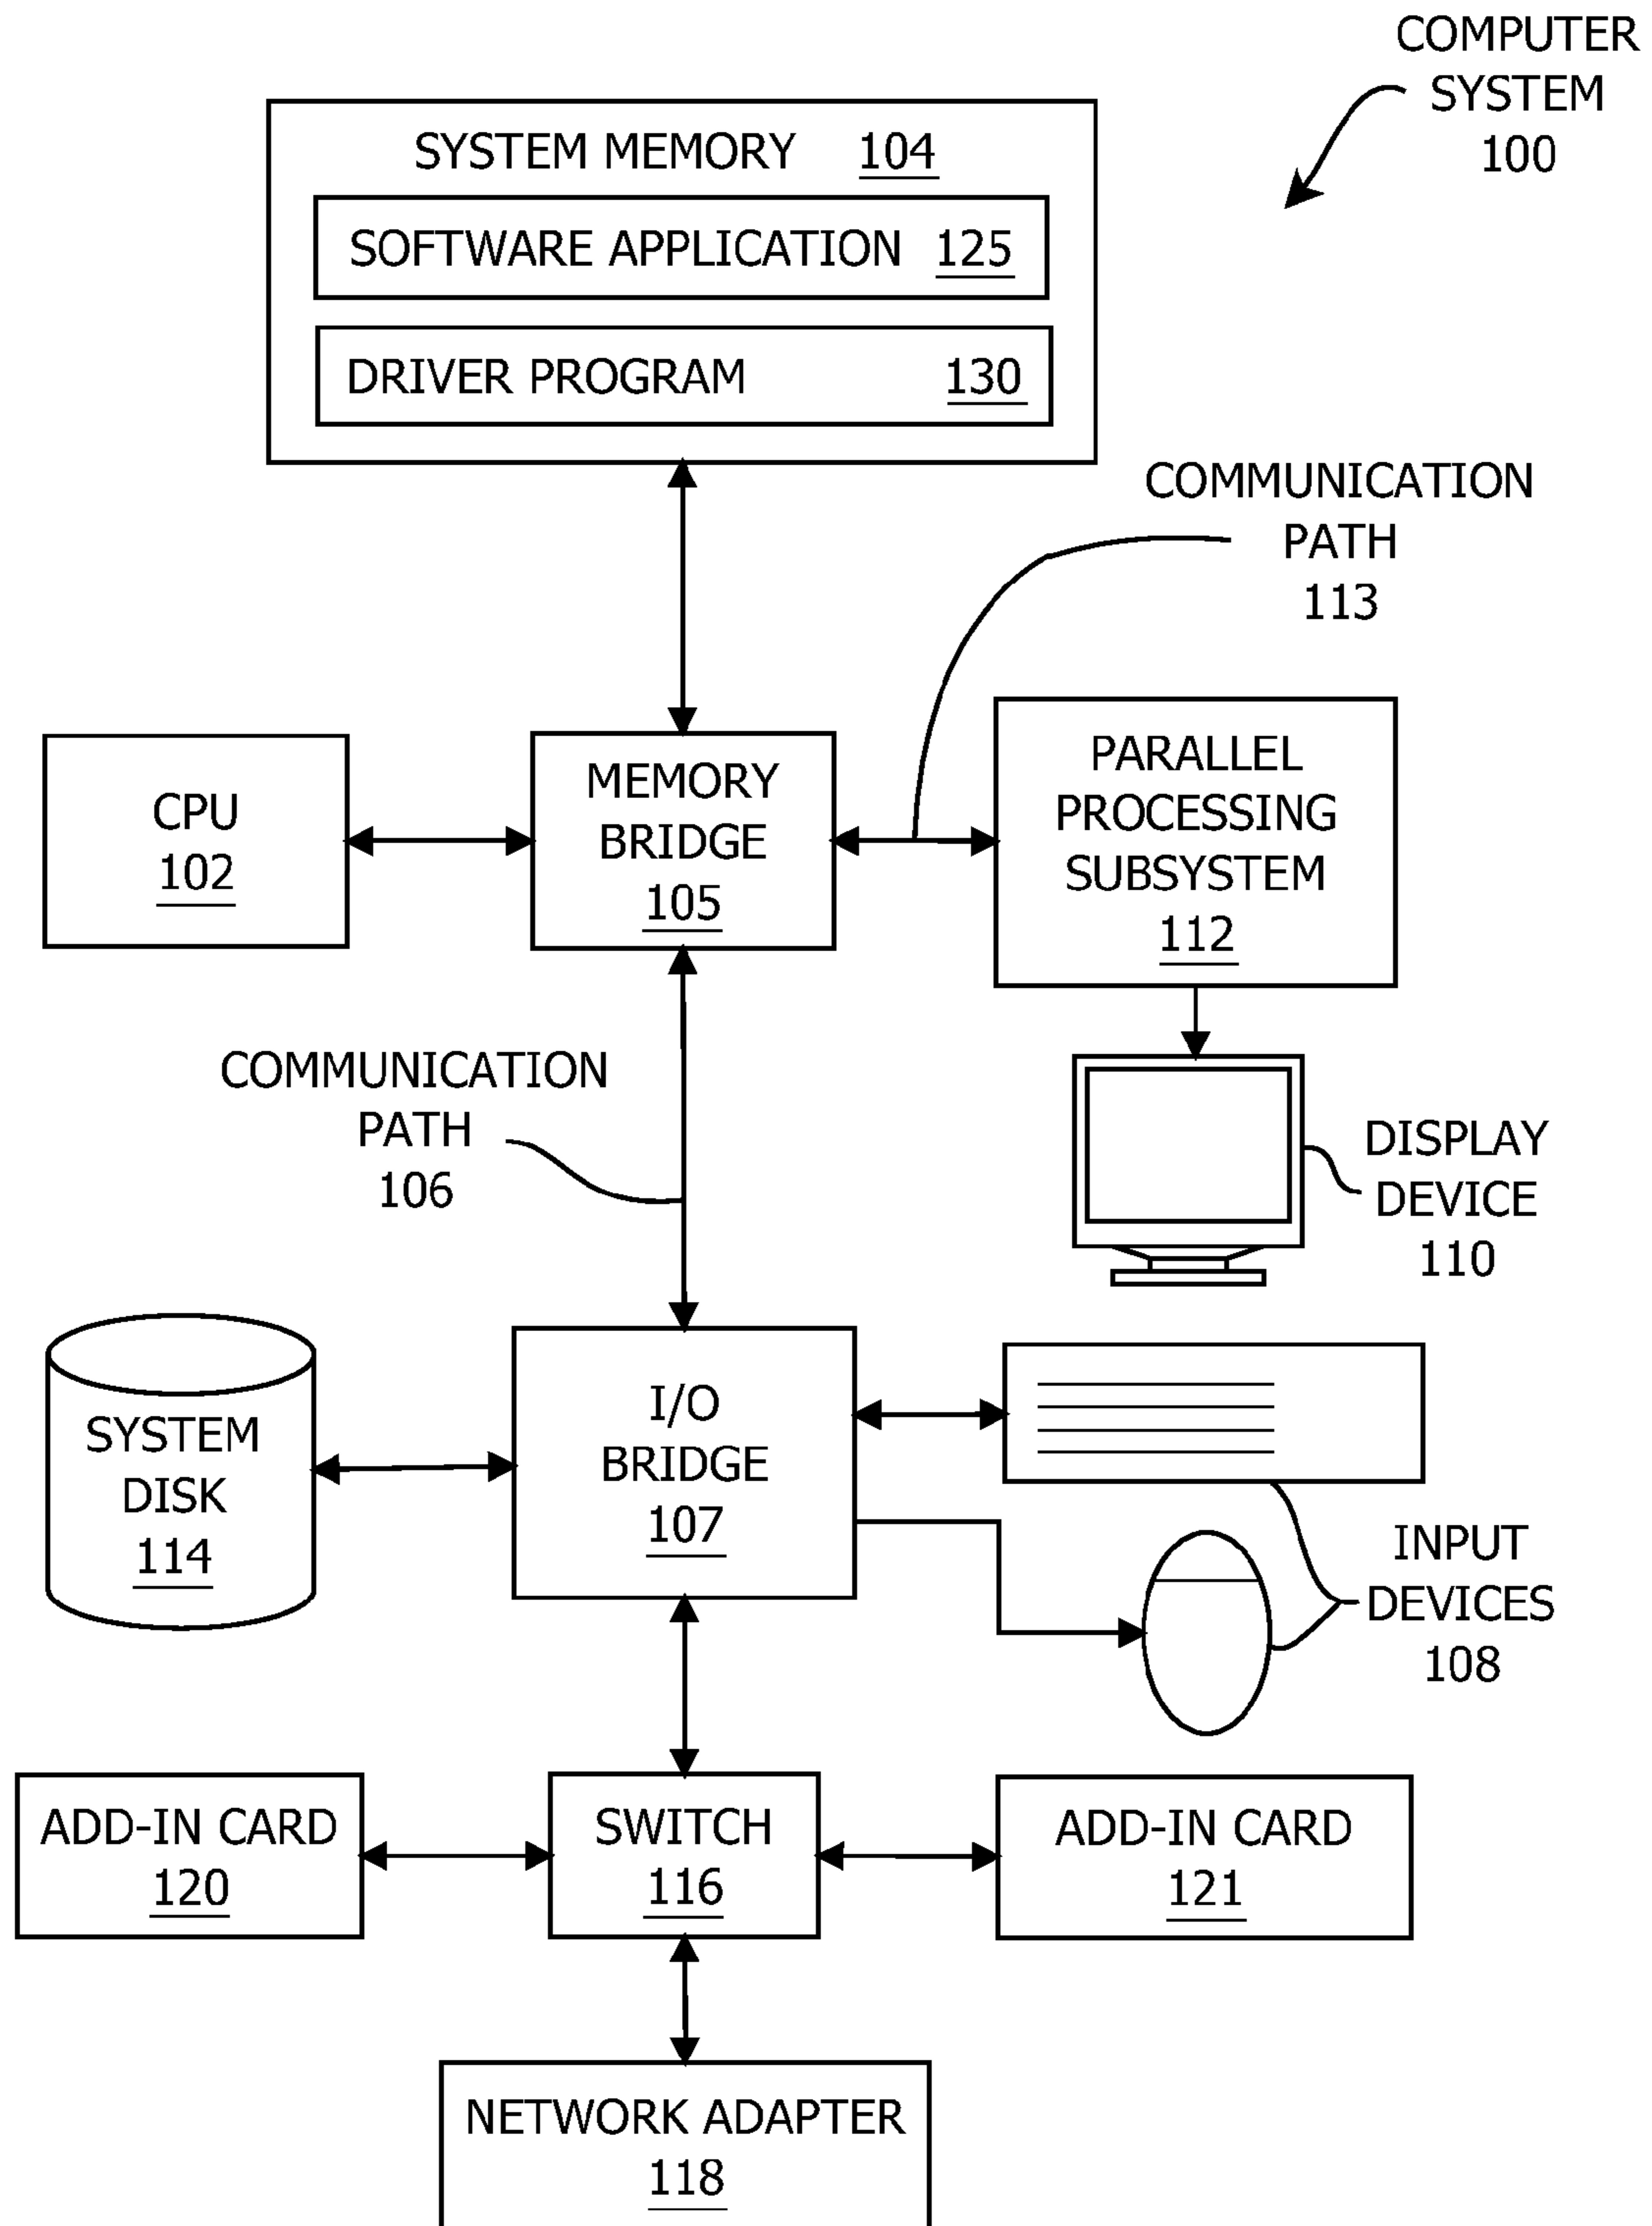 COMPUTER
SYSTEM
100
SYSTEM MEMORY 104
SOFTWARE APPLICATION 125
DRIVER PROGRAM 130
COMMUNICATION
PATH
113
CPU
102
MEMORY
BRIDGE
105
PARALLEL
PROCESSING
SUBSYSTEM
112
COMMUNICATION
PATH
106
DISPLAY
DEVICE
110
SYSTEM
DISK
114
I/O
BRIDGE
107
INPUT
DEVICES
108
ADD-IN CARD
120
SWITCH
116
ADD-IN CARD
121
NETWORK ADAPTER
118